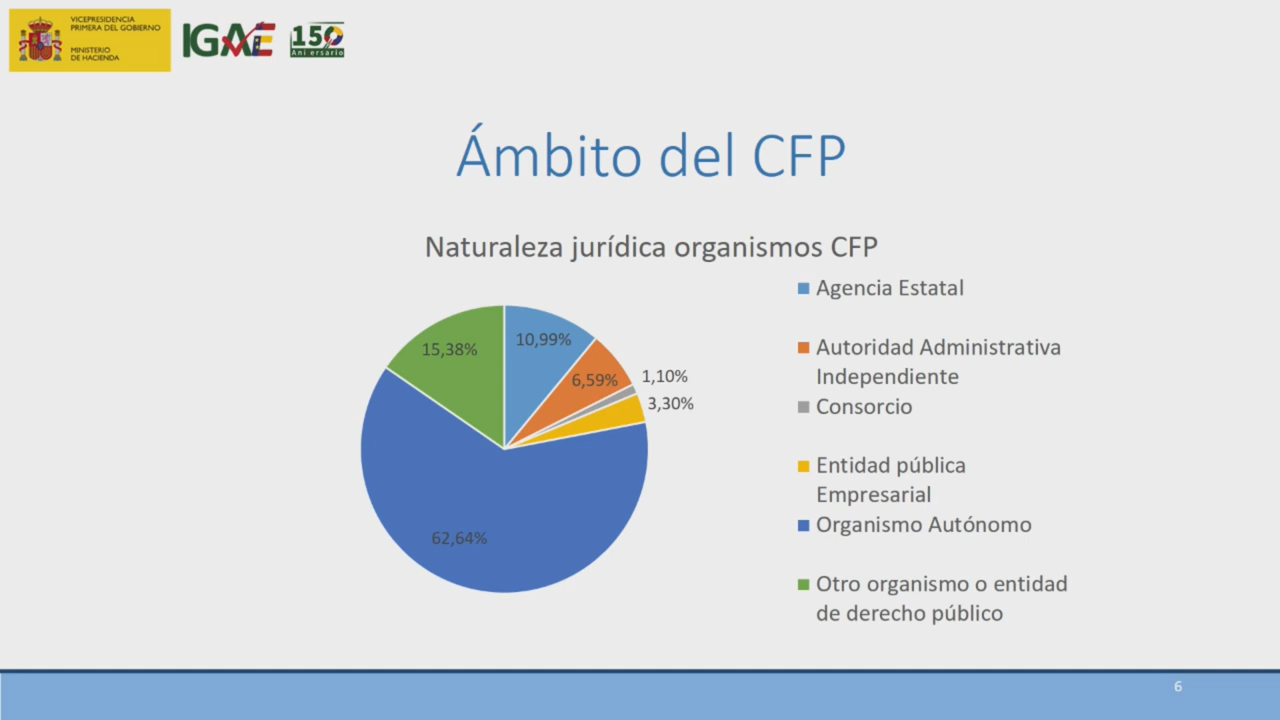 VICEPRESIDENCIA
PRIMERA DEL GOBIERNO
MINISTERIO
DE HACIENDA
IGAE
150
Ani ersario
Ámbito del CFP
Naturaleza jurídica organismos CFP
Agencia Estatal
Autoridad Administrativa
Independiente
Consorcio
Entidad pública
Empresarial
Organismo Autónomo
Otro organismo o entidad
de derecho público
10,99%
6,59%
1,10%
3,30%
62,64%
15,38%
6